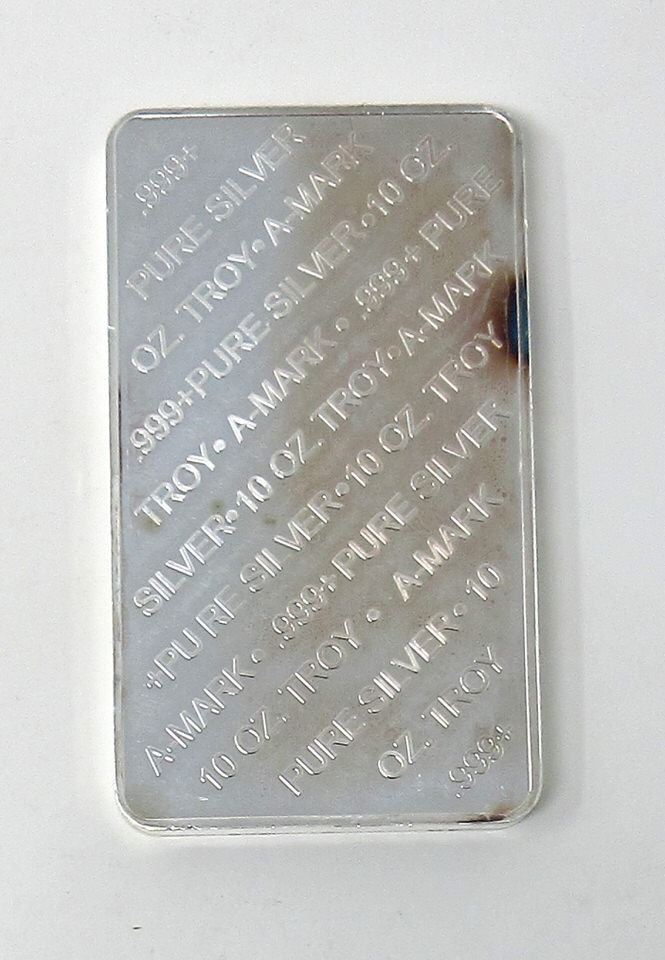 .999+
PURE SILVER
OZ. TROY • A-MARK
.999+ PURE SILVER • 10 OZ.
TROY • A-MARK • .999+ PURE
SILVER • 10 OZ. TROY • A-MARK
+PURE SILVER • 10 OZ. TROY
A-MARK • .999+ PURE SILVER
10 OZ. TROY • A-MARK
PURE SILVER • 10
OZ. TROY
.999+